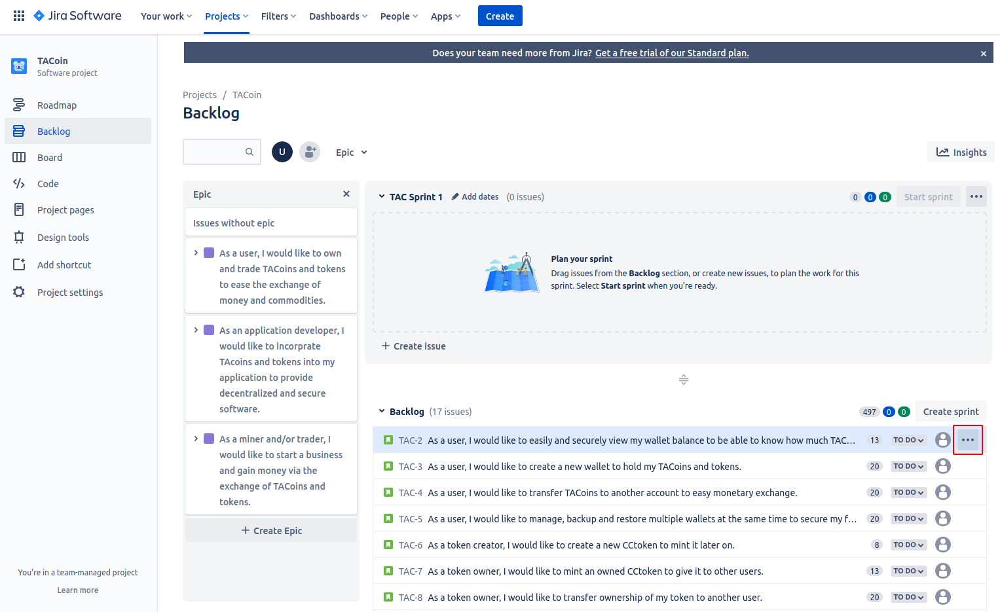 Jira Software
Your work
Projects
Filters
Dashboards
People
Apps
Create
TACoin
Software project
Roadmap
Backlog
Board
Code
Project pages
Design tools
Add shortcut
Project settings
You're in a team-managed project
Learn more
Does your team need more from Jira? Get a free trial of our Standard plan.
Projects / TACoin
Backlog
U
Epic
Insights
Epic
Issues without epic
As a user, I would like to own
and trade TACoins and tokens
to ease the exchange of
money and commodities.
As an application developer, I
would like to incorprate
TAcoins and tokens into my
application to provide
decentralized and secure
software.
As a miner and/or trader, I
would like to start a business
and gain money via the
exchange of TACoins and
tokens.
+ Create Epic
TAC Sprint 1 Add dates (0 issues) 0 0 0 Start sprint
Plan your sprint
Drag issues from the Backlog section, or create new issues, to plan the work for this
sprint. Select Start sprint when you're ready.
+ Create issue
Backlog (17 issues) 497 0 0 Create sprint
TAC-2 As a user, I would like to easily and securely view my wallet balance to be able to know how much TAC... 13 TO DO
TAC-3 As a user, I would like to create a new wallet to hold my TACoins and tokens. 20 TO DO
TAC-4 As a user, I would like to transfer TACoins to another account to easy monetary exchange. 20 TO DO
TAC-5 As a user, I would like to manage, backup and restore multiple wallets at the same time to secure my f... 20 TO DO
TAC-6 As a token creator, I would like to create a new CCtoken to mint it later on. 8 TO DO
TAC-7 As a token owner, I would like to mint an owned CCtoken to give it to other users. 13 TO DO
TAC-8 As a token owner, I would like to transfer ownership of my token to another user. 20 TO DO